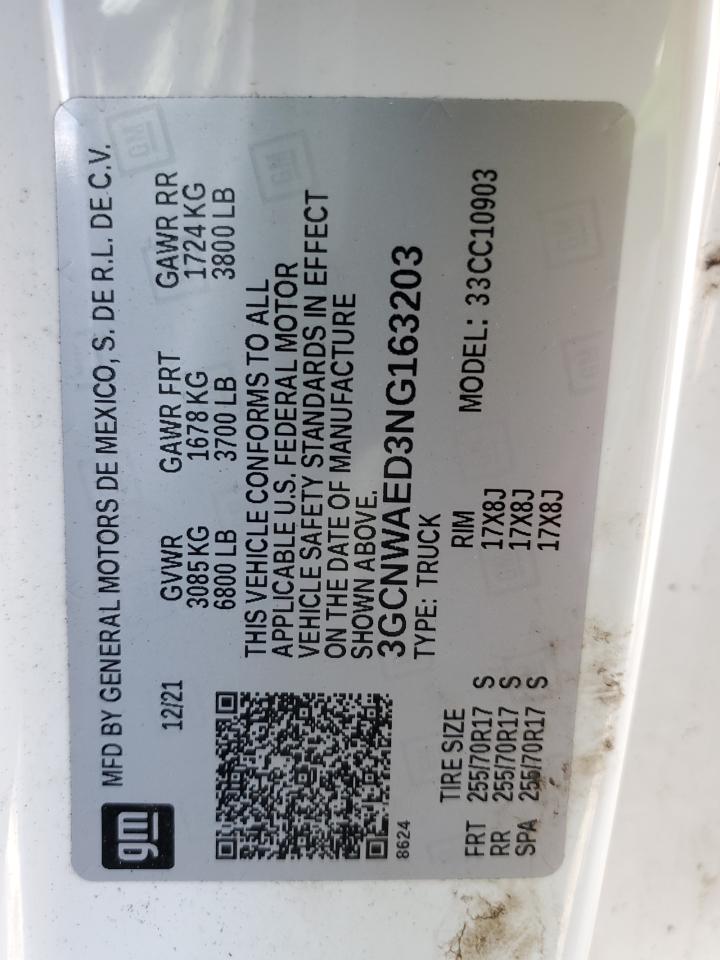 gm
MFD BY GENERAL MOTORS DE MEXICO, S. DE R.L. DE C.V.
12/21
GVWR GAWR FRT GAWR RR
3085 KG 1678 KG 1724 KG
6800 LB 3700 LB 3800 LB
THIS VEHICLE CONFORMS TO ALL
APPLICABLE U.S. FEDERAL MOTOR
VEHICLE SAFETY STANDARDS IN EFFECT
ON THE DATE OF MANUFACTURE
SHOWN ABOVE.
3GCNWAED3NG163203
TYPE: TRUCK
8624
MODEL: 33CC10903
TIRE SIZE RIM
FRT 255/70R17 S 17X8J
RR 255/70R17 S 17X8J
SPA 255/70R17 S 17X8J
GM
GM
GM